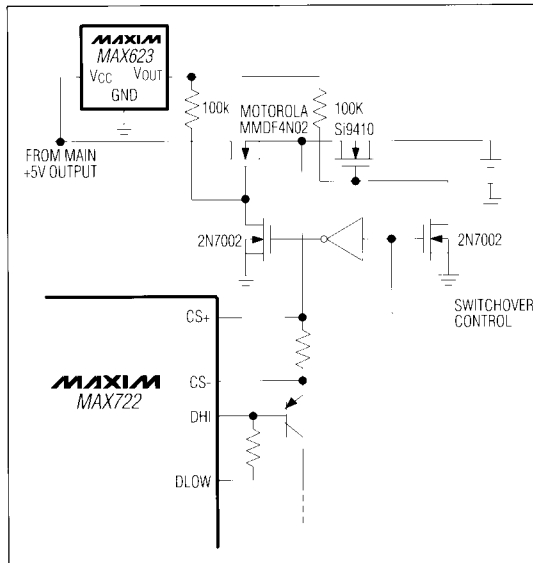 MAXIM
MAX623
VCC VOUT
GND
100k
MOTOROLA
MMDF4N02
100K
Si9410
FROM MAIN
+5V OUTPUT
2N7002
2N7002
SWITCHOVER
CONTROL
CS+
MAXIM
MAX722
CS-
DHI
DLOW